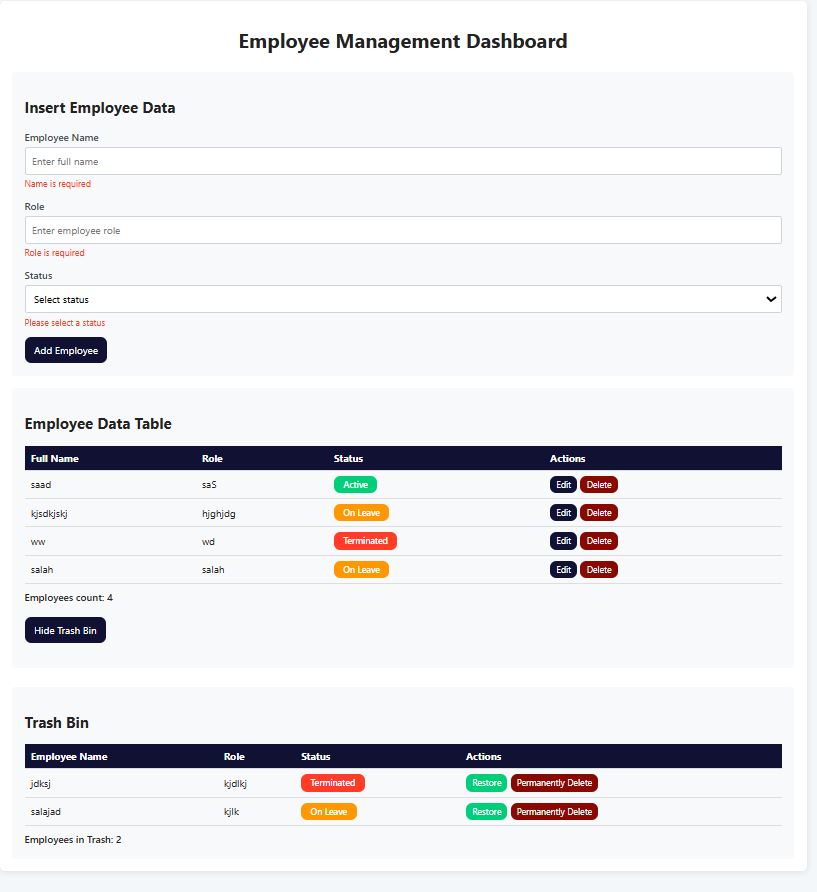 Employee Management Dashboard
Insert Employee Data
Employee Name
Enter full name
Name is required
Role
Enter employee role
Role is required
Status
Select status
Please select a status
Add Employee
Employee Data Table
Full Name Role Status Actions
saad saS Active Edit Delete
kjsdkjskj hjghjdg On Leave Edit Delete
ww wd Terminated Edit Delete
salah salah On Leave Edit Delete
Employees count: 4
Hide Trash Bin
Trash Bin
Employee Name Role Status Actions
jdksj kjdlkj Terminated Restore Permanently Delete
salajad kjlk On Leave Restore Permanently Delete
Employees in Trash: 2